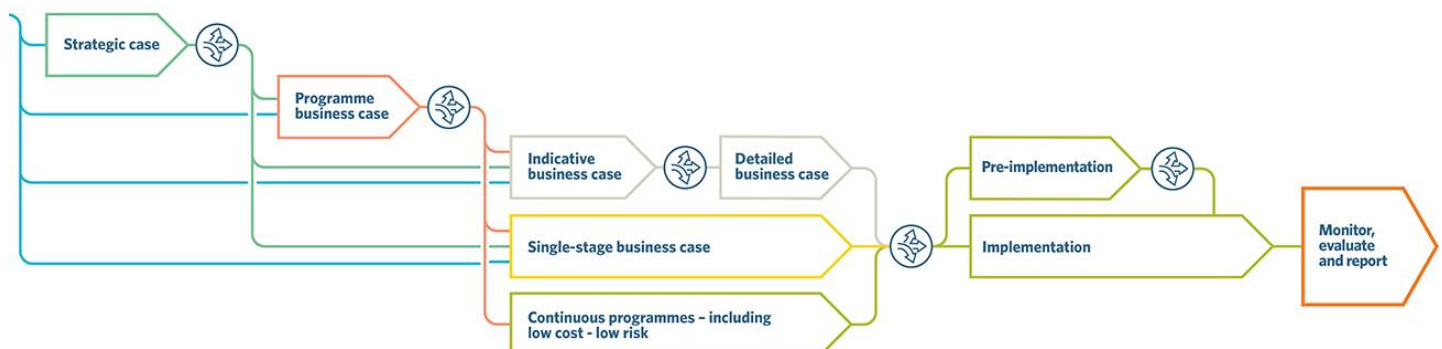 Strategic case
Programme
business case
Indicative
business case
Detailed
business case
Pre-implementation
Single-stage business case
Implementation
Monitor,
evaluate
and report
Continuous programmes – including
low cost - low risk